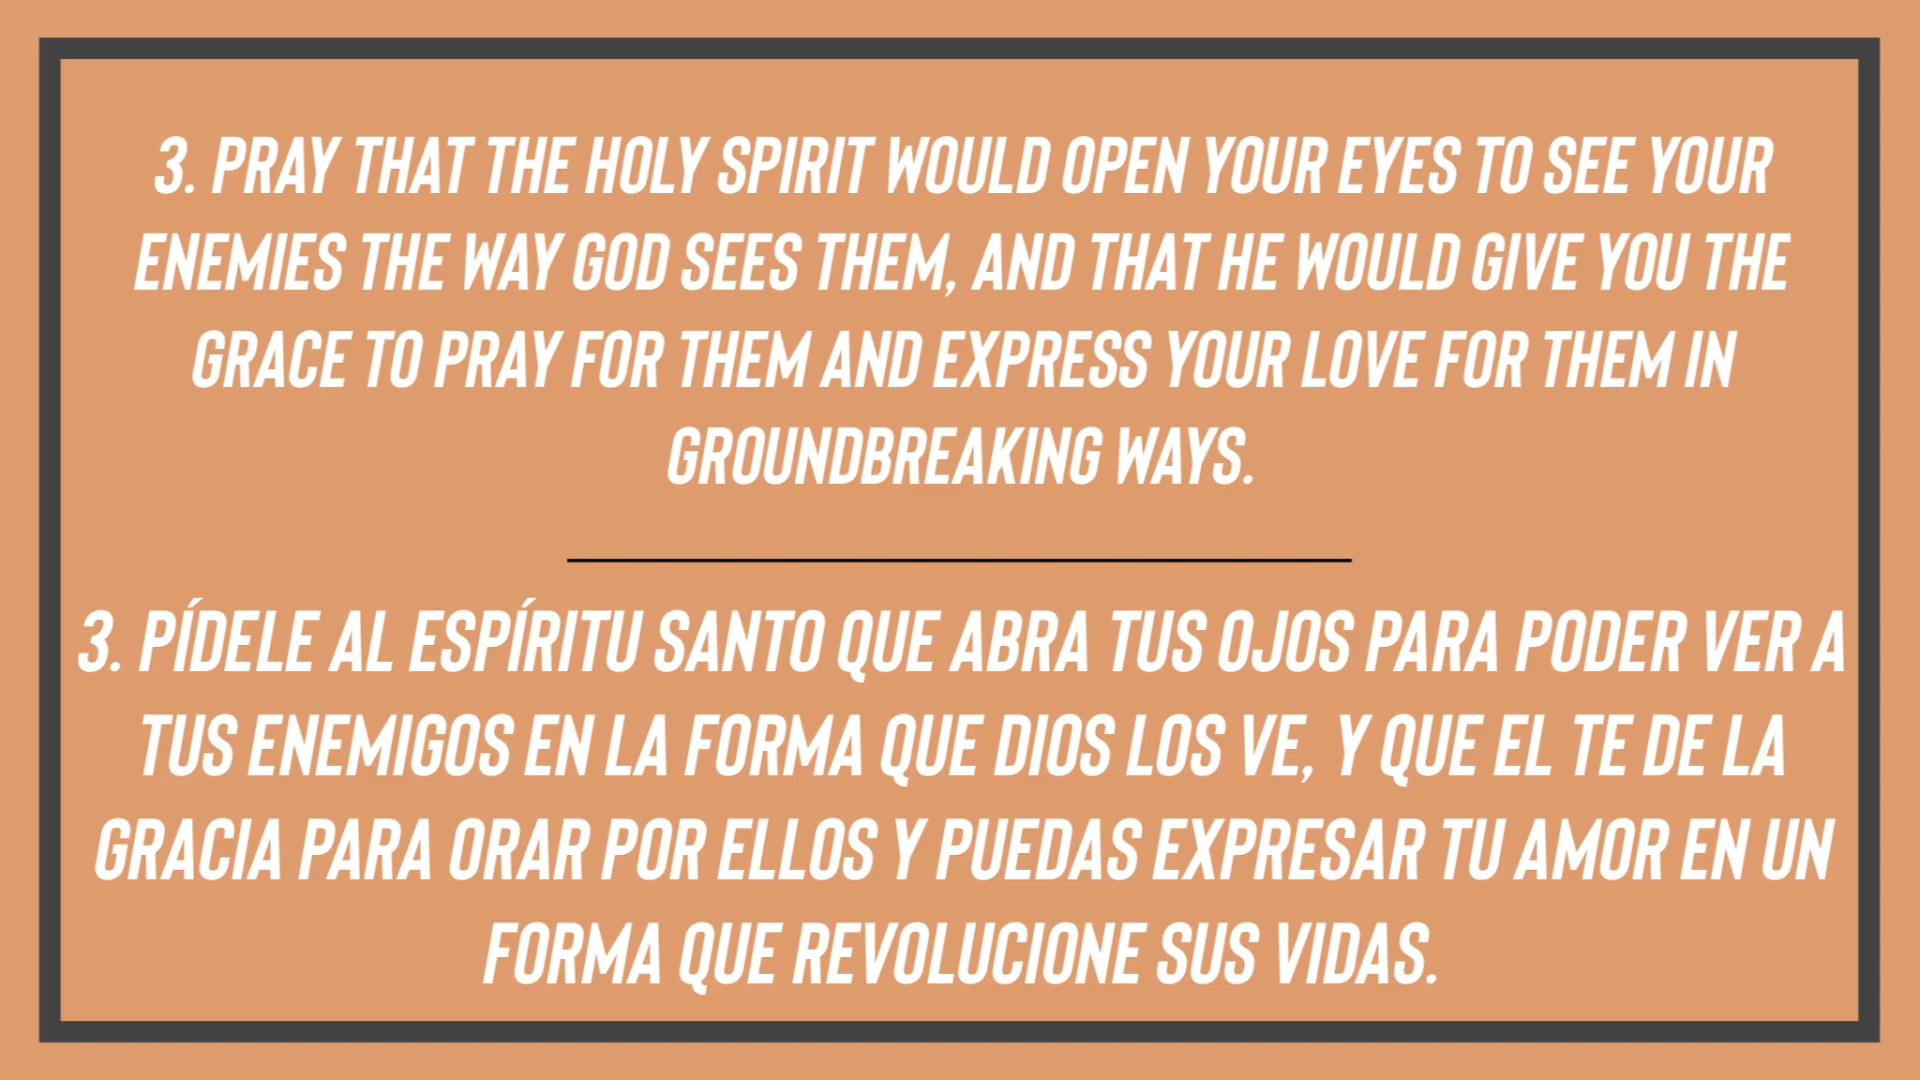 3. PRAY THAT THE HOLY SPIRIT WOULD OPEN YOUR EYES TO SEE YOUR
ENEMIES THE WAY GOD SEES THEM, AND THAT HE WOULD GIVE YOU THE
GRACE TO PRAY FOR THEM AND EXPRESS YOUR LOVE FOR THEM IN
GROUNDBREAKING WAYS.
3. PÍDELE AL ESPÍRITU SANTO QUE ABRA TUS OJOS PARA PODER VER A
TUS ENEMIGOS EN LA FORMA QUE DIOS LOS VE, Y QUE EL TE DE LA
GRACIA PARA ORAR POR ELLOS Y PUEDAS EXPRESAR TU AMOR EN UN
FORMA QUE REVOLUCIONE SUS VIDAS.